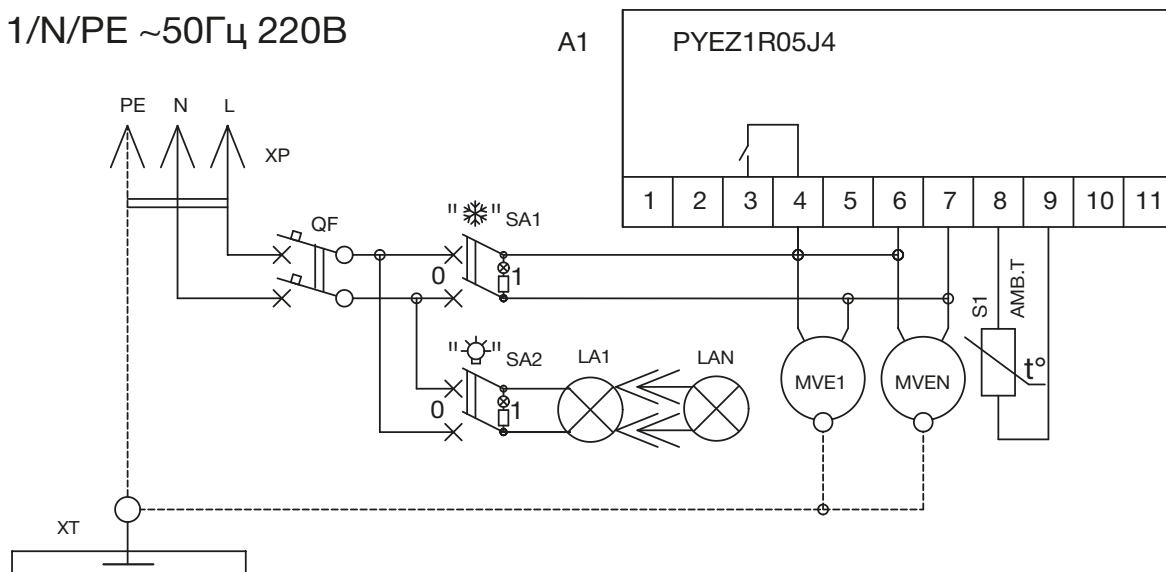 1/N/PE ~50Гц 220В
A1 PYEZ1R05J4
PE N L
XP
1 2 3 4 5 6 7 8 9 10 11
QF
" " SA1
0 1
S1
AMB.T
" " SA2
LA1 LAN
0 1
MVE1 MVEN
t°
XT